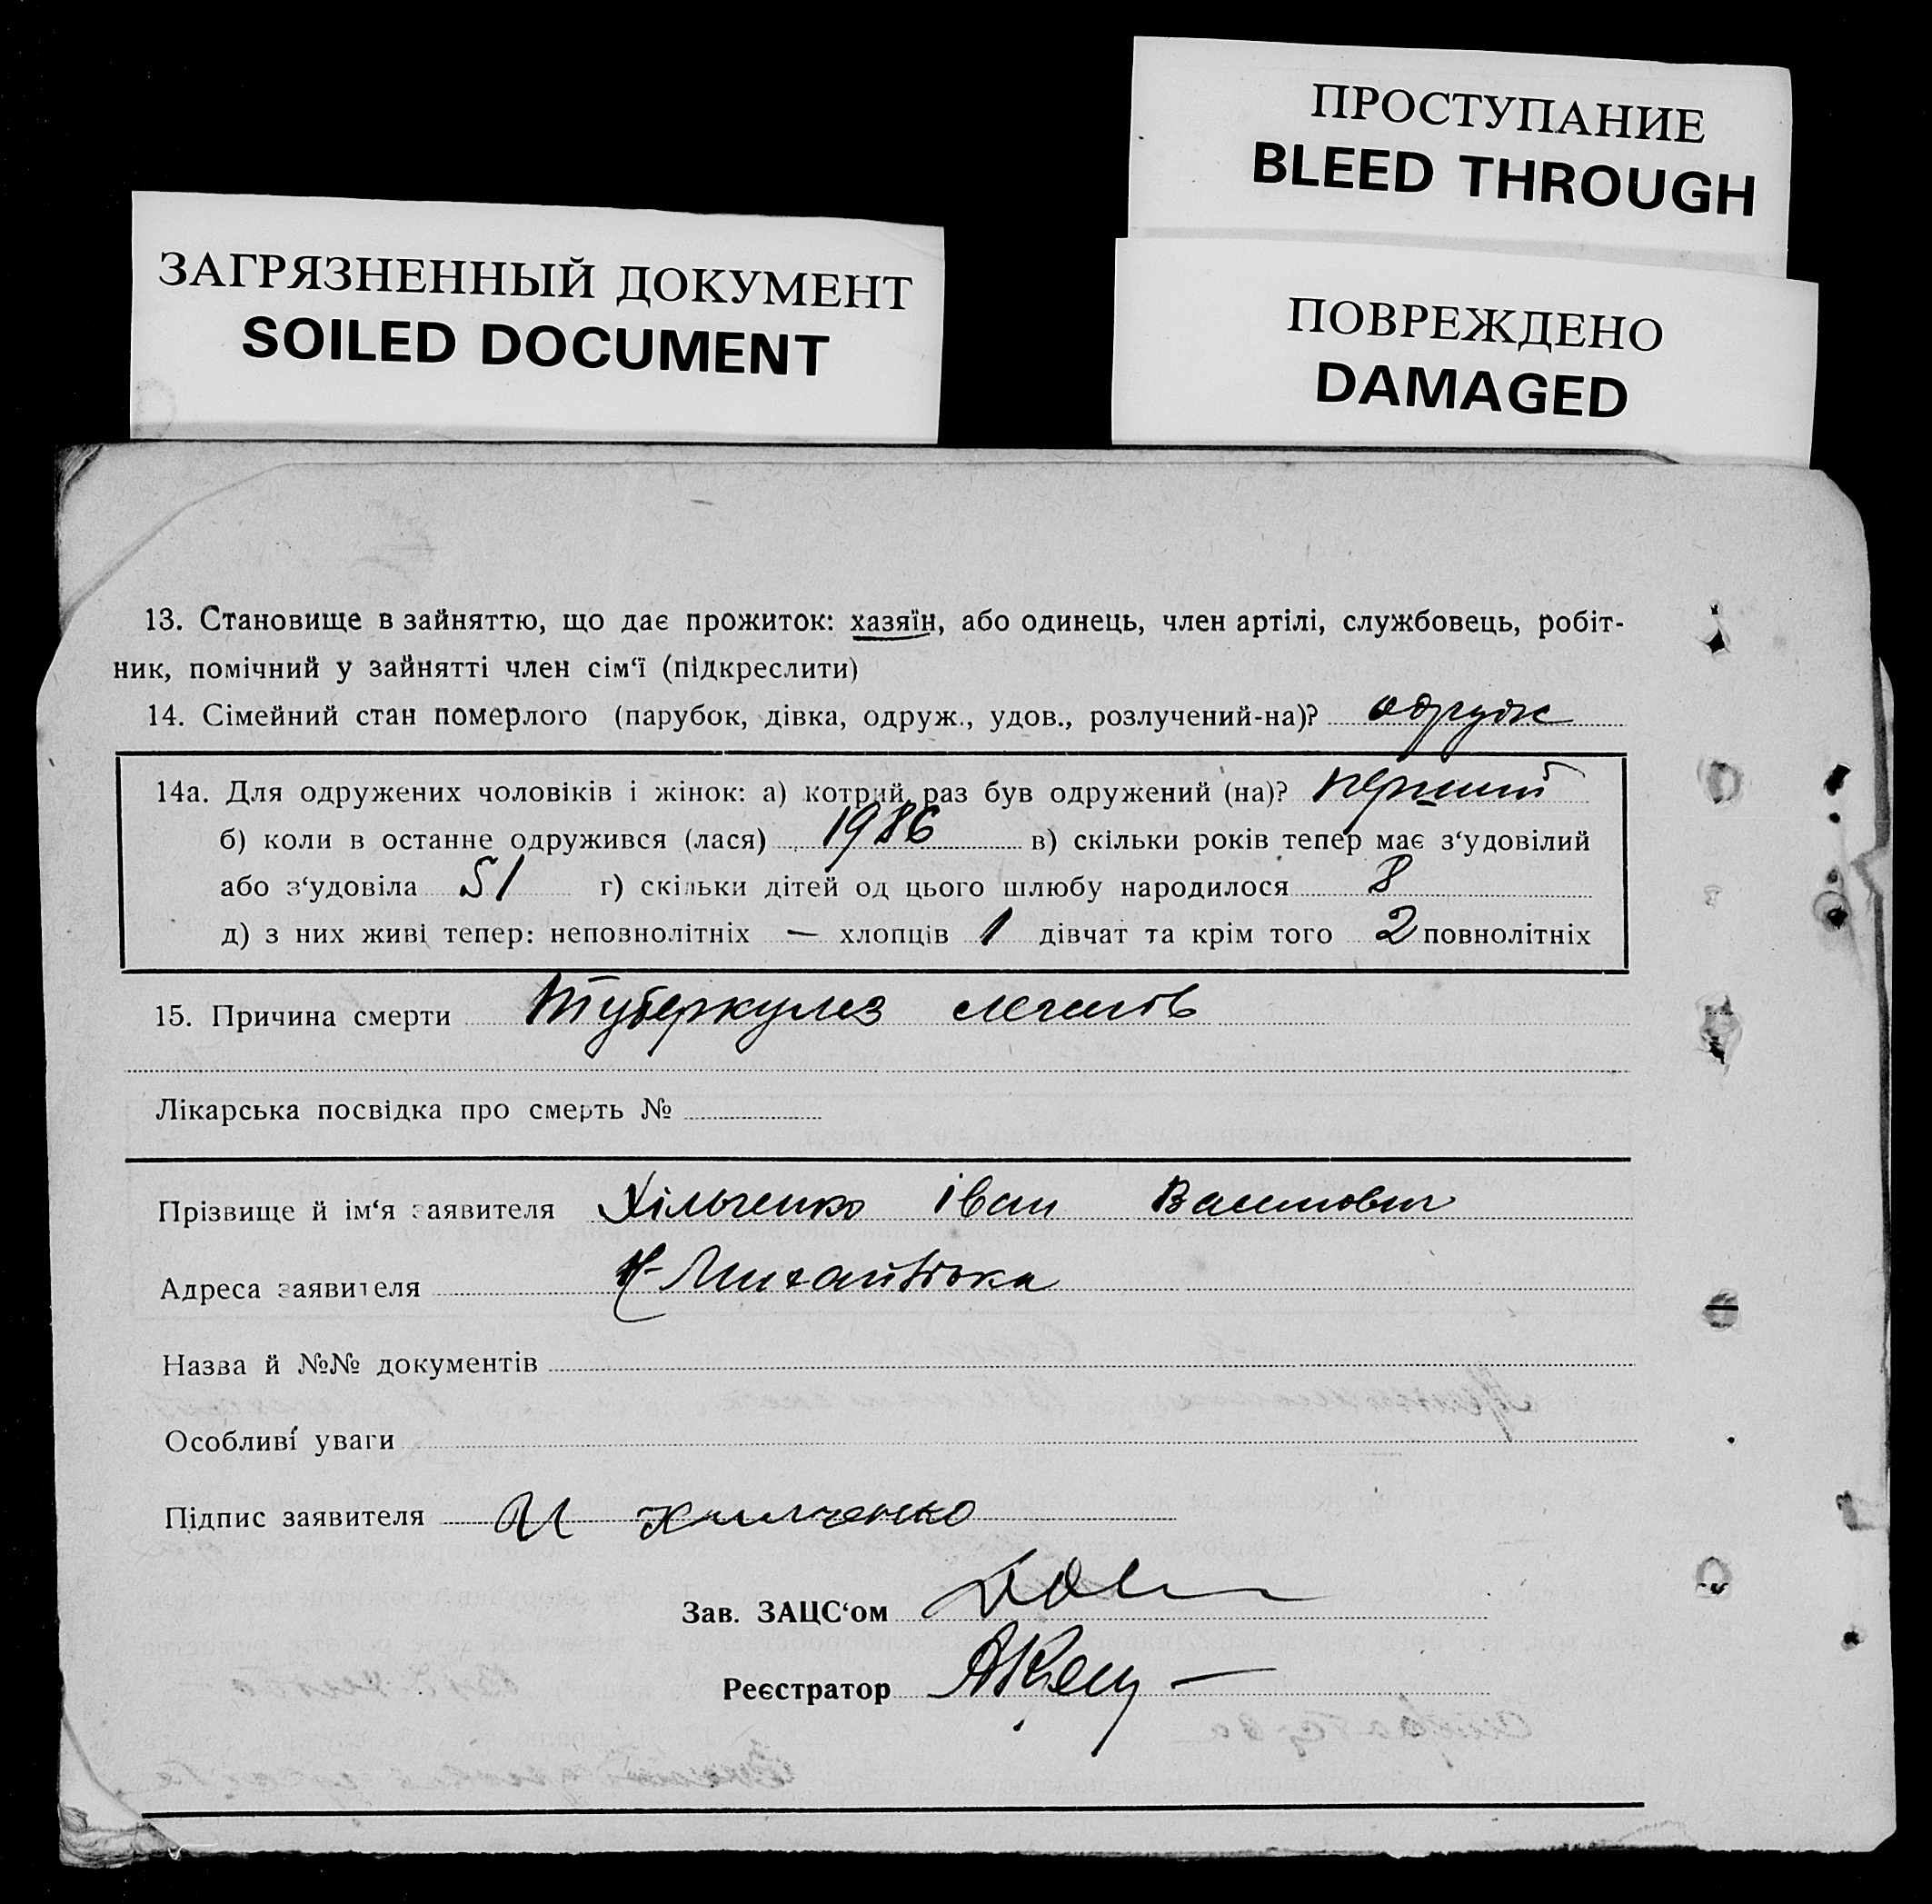 ПРОСТУПАНИЕ
BLEED THROUGH
ЗАГРЯЗНЕННЫЙ ДОКУМЕНТ
SOILED DOCUMENT
ПОВРЕЖДЕНО
DAMAGED
13. Становище в зайняттю, що дає прожиток: хазяїн, або одинець, член артілі, службовець, робіт-
ник, помічний у зайнятті член сім‘ї (підкреслити)
14. Сімейний стан померлого (парубок, дівка, одруж., удов., розлучений-на)? одруж
14а. Для одружених чоловіків і жінок: а) котрий раз був одружений (на)? перший
б) коли в останне одружився (лася) 1986 в) скільки років тепер має з‘удовілий
або з‘удовіла 51 г) скільки дітей од цього шлюбу народилося 8
д) з них живі тепер: неповнолітніх — хлопців 1 дівчат та крім того 2 повнолітніх
15. Причина смерти туберкулез легенів
Лікарська посвідка про смерть №
Прізвище й ім‘я заявителя Хільченко Іван Васильович
Адреса заявителя Н-Михайлівка
Назва й №№ документів
Особливі уваги
Підпис заявителя И хилченко
Зав. ЗАЦС‘ом
Реєстратор